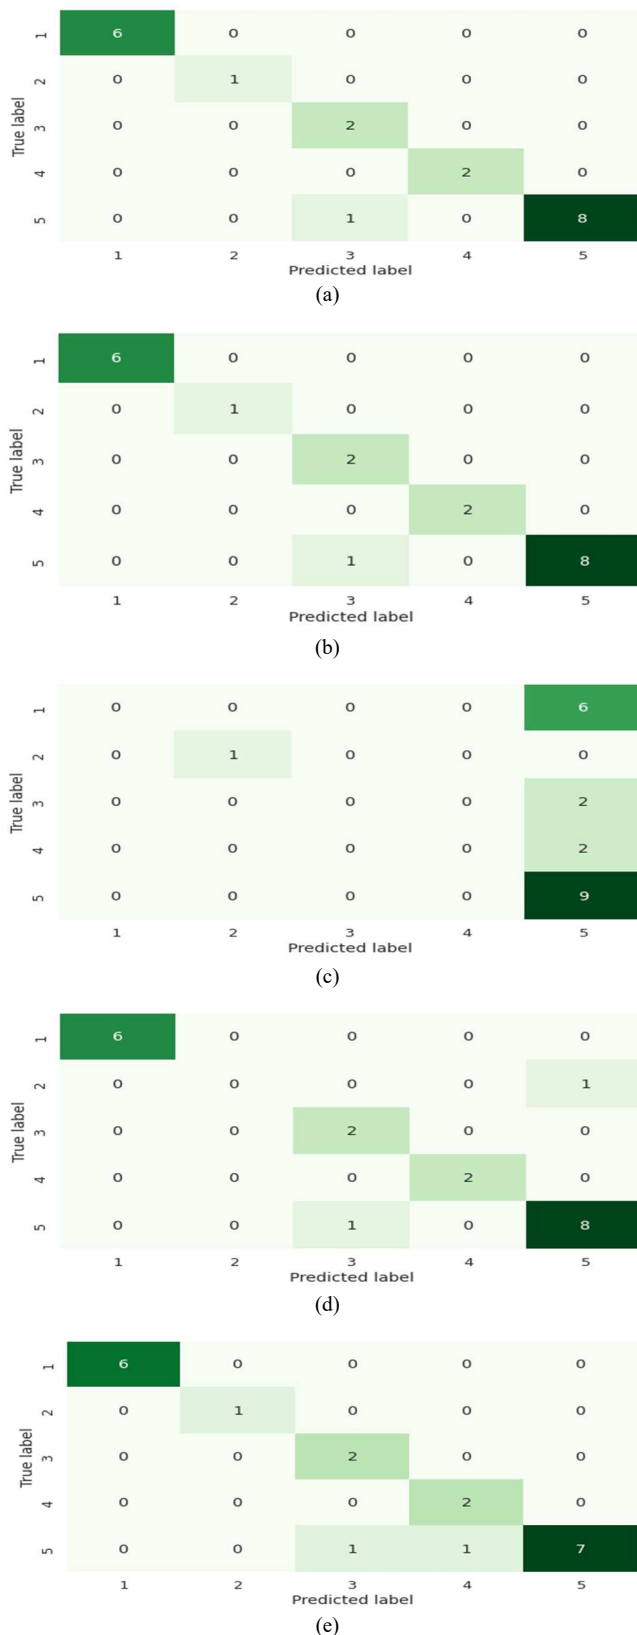 True label
1 6 0 0 0 0
2 0 1 0 0 0
3 0 0 2 0 0
4 0 0 0 2 0
5 0 0 1 0 8
1 2 3 4 5
Predicted label
(a)
True label
1 6 0 0 0 0
2 0 1 0 0 0
3 0 0 2 0 0
4 0 0 0 2 0
5 0 0 1 0 8
1 2 3 4 5
Predicted label
(b)
True label
1 0 0 0 0 6
2 0 1 0 0 0
3 0 0 0 0 2
4 0 0 0 0 2
5 0 0 0 0 9
1 2 3 4 5
Predicted label
(c)
True label
1 6 0 0 0 0
2 0 0 0 0 1
3 0 0 2 0 0
4 0 0 0 2 0
5 0 0 1 0 8
1 2 3 4 5
Predicted label
(d)
True label
1 6 0 0 0 0
2 0 1 0 0 0
3 0 0 2 0 0
4 0 0 0 2 0
5 0 0 1 1 7
1 2 3 4 5
Predicted label
(e)